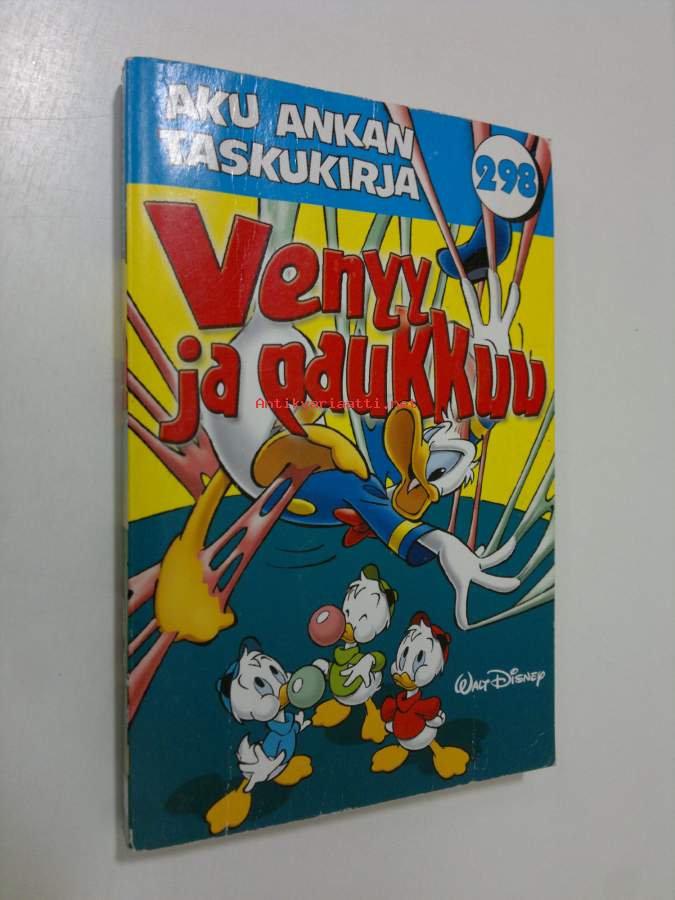 AKU ANKAN
TASKUKIRJA
298
Venyy
ja paukkuu
Antikvariaatti.net
WALT DISNEY